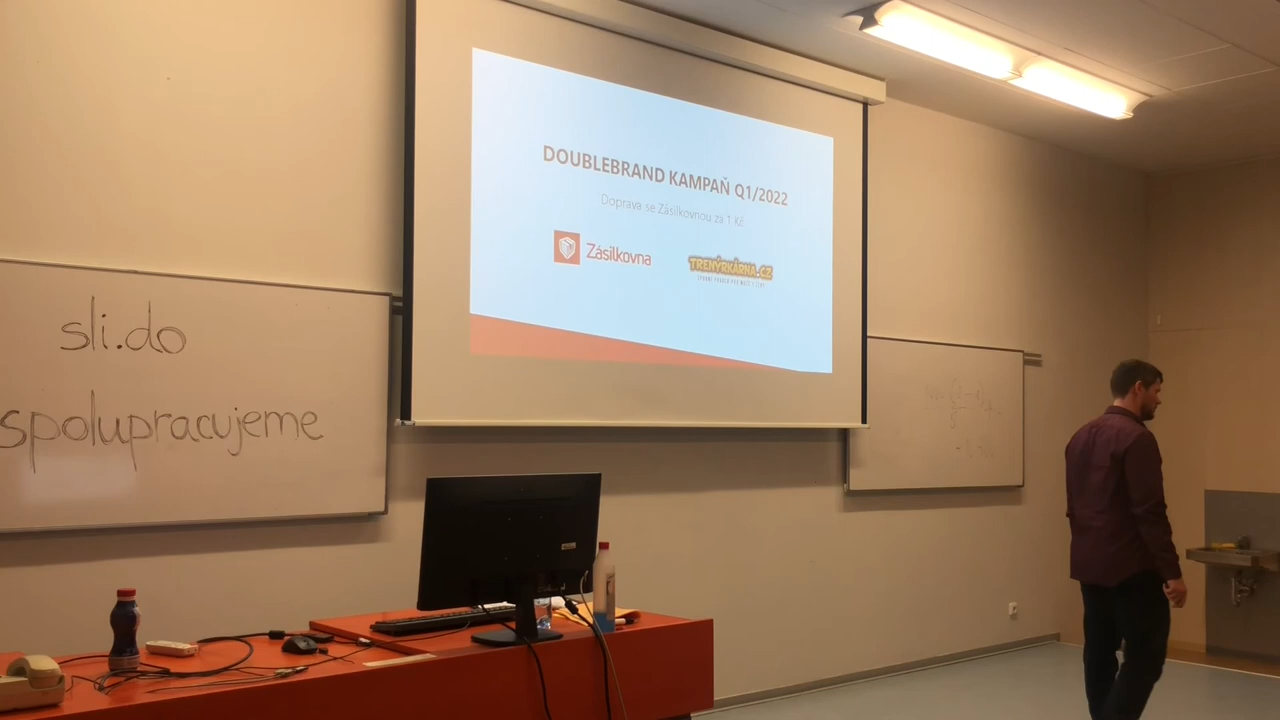 sli.do
spolupracujeme
DOUBLEBRAND KAMPAŇ Q1/2022
Doprava se Zásilkovnou za 1 Kč
Zásilkovna
TRENÝRKÁRNA.CZ